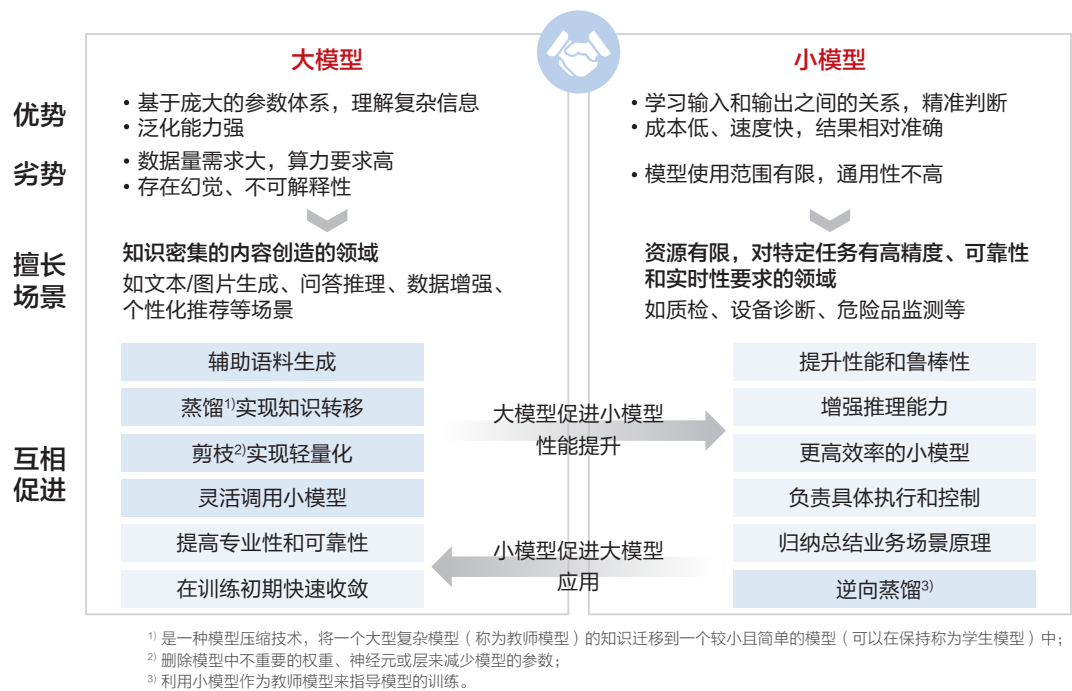 大模型
小模型
优势
• 基于庞大的参数体系，理解复杂信息
• 泛化能力强
• 学习输入和输出之间的关系，精准判断
• 成本低、速度快，结果相对准确
劣势
• 数据量需求大，算力要求高
• 存在幻觉、不可解释性
• 模型使用范围有限，通用性不高
擅长
场景
知识密集的内容创造的领域
如文本/图片生成、问答推理、数据增强、
个性化推荐等场景
资源有限，对特定任务有高精度、可靠性
和实时性要求的领域
如质检、设备诊断、危险品监测等
互相
促进
辅助语料生成
蒸馏1)实现知识转移
剪枝2)实现轻量化
灵活调用小模型
提高专业性和可靠性
在训练初期快速收敛
大模型促进小模型
性能提升
小模型促进大模型
应用
提升性能和鲁棒性
增强推理能力
更高效率的小模型
负责具体执行和控制
归纳总结业务场景原理
逆向蒸馏3)
1) 是一种模型压缩技术，将一个大型复杂模型（称为教师模型）的知识迁移到一个较小且简单的模型（可以在保持称为学生模型）中；
2) 删除模型中不重要的权重、神经元或层来减少模型的参数；
3) 利用小模型作为教师模型来指导模型的训练。